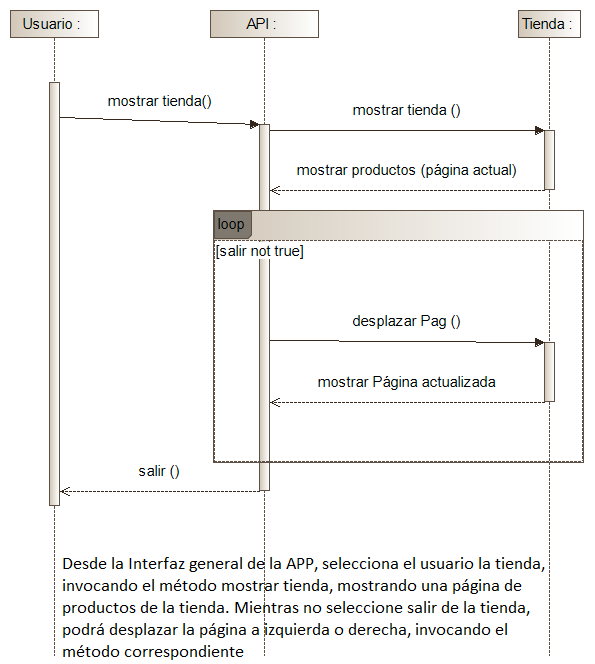 Usuario :
API :
Tienda :
mostrar tienda()
mostrar tienda ()
mostrar productos (página actual)
loop
[salir not true]
desplazar Pag ()
mostrar Página actualizada
salir ()
Desde la Interfaz general de la APP, selecciona el usuario la tienda,
invocando el método mostrar tienda, mostrando una página de
productos de la tienda. Mientras no seleccione salir de la tienda,
podrá desplazar la página a izquierda o derecha, invocando el
método correspondiente